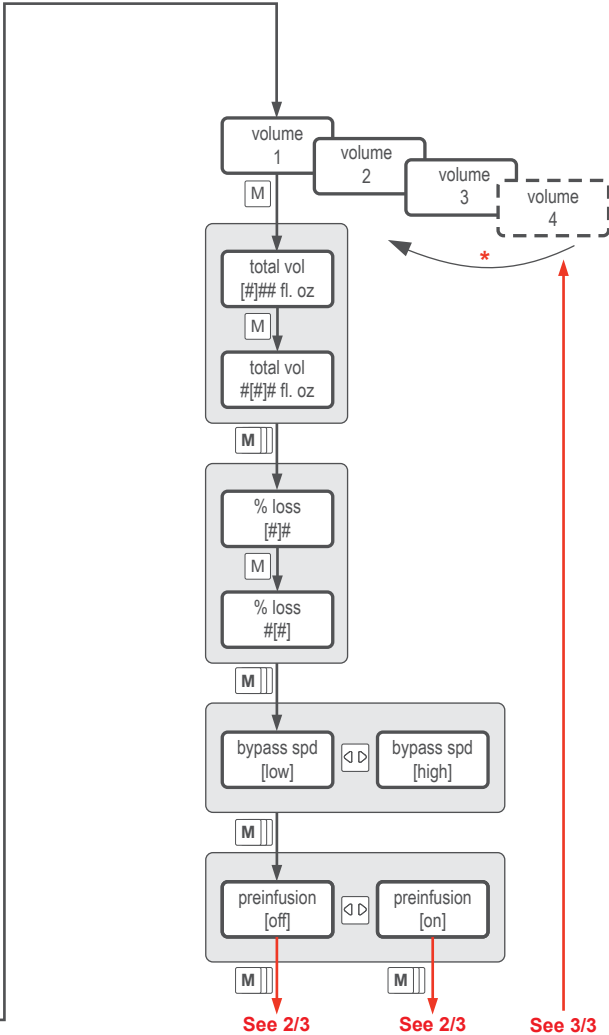 volume
1
volume
2
volume
3
volume
4
M
*
total vol
[#]## fl. oz
M
total vol
#[#]# fl. oz
M
% loss
[#]#
M
% loss
#[#]
M
bypass spd
[low]
bypass spd
[high]
M
preinfusion
[off]
preinfusion
[on]
M
M
See 2/3
See 2/3
See 3/3